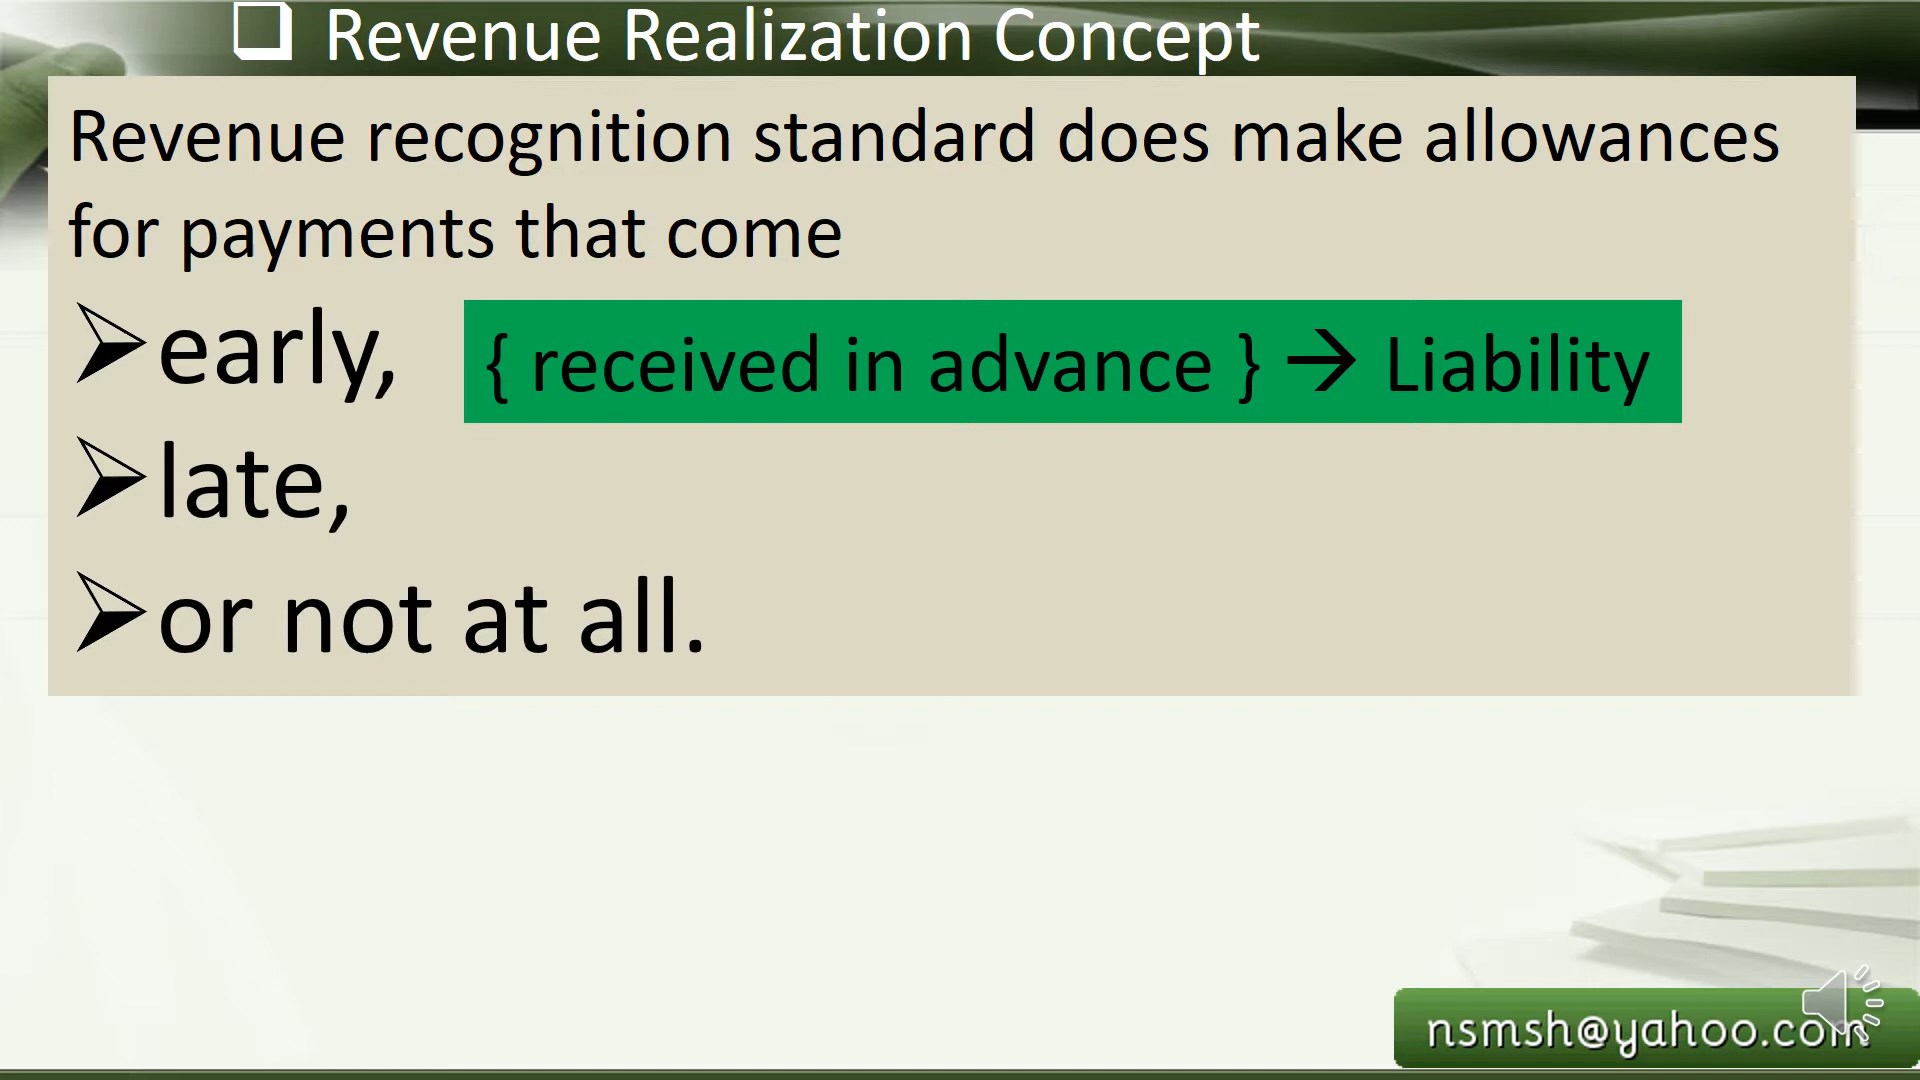 ❑ Revenue Realization Concept
Revenue recognition standard does make allowances
for payments that come
➢early, { received in advance } → Liability
➢late,
➢or not at all.
nsmsh@yahoo.com